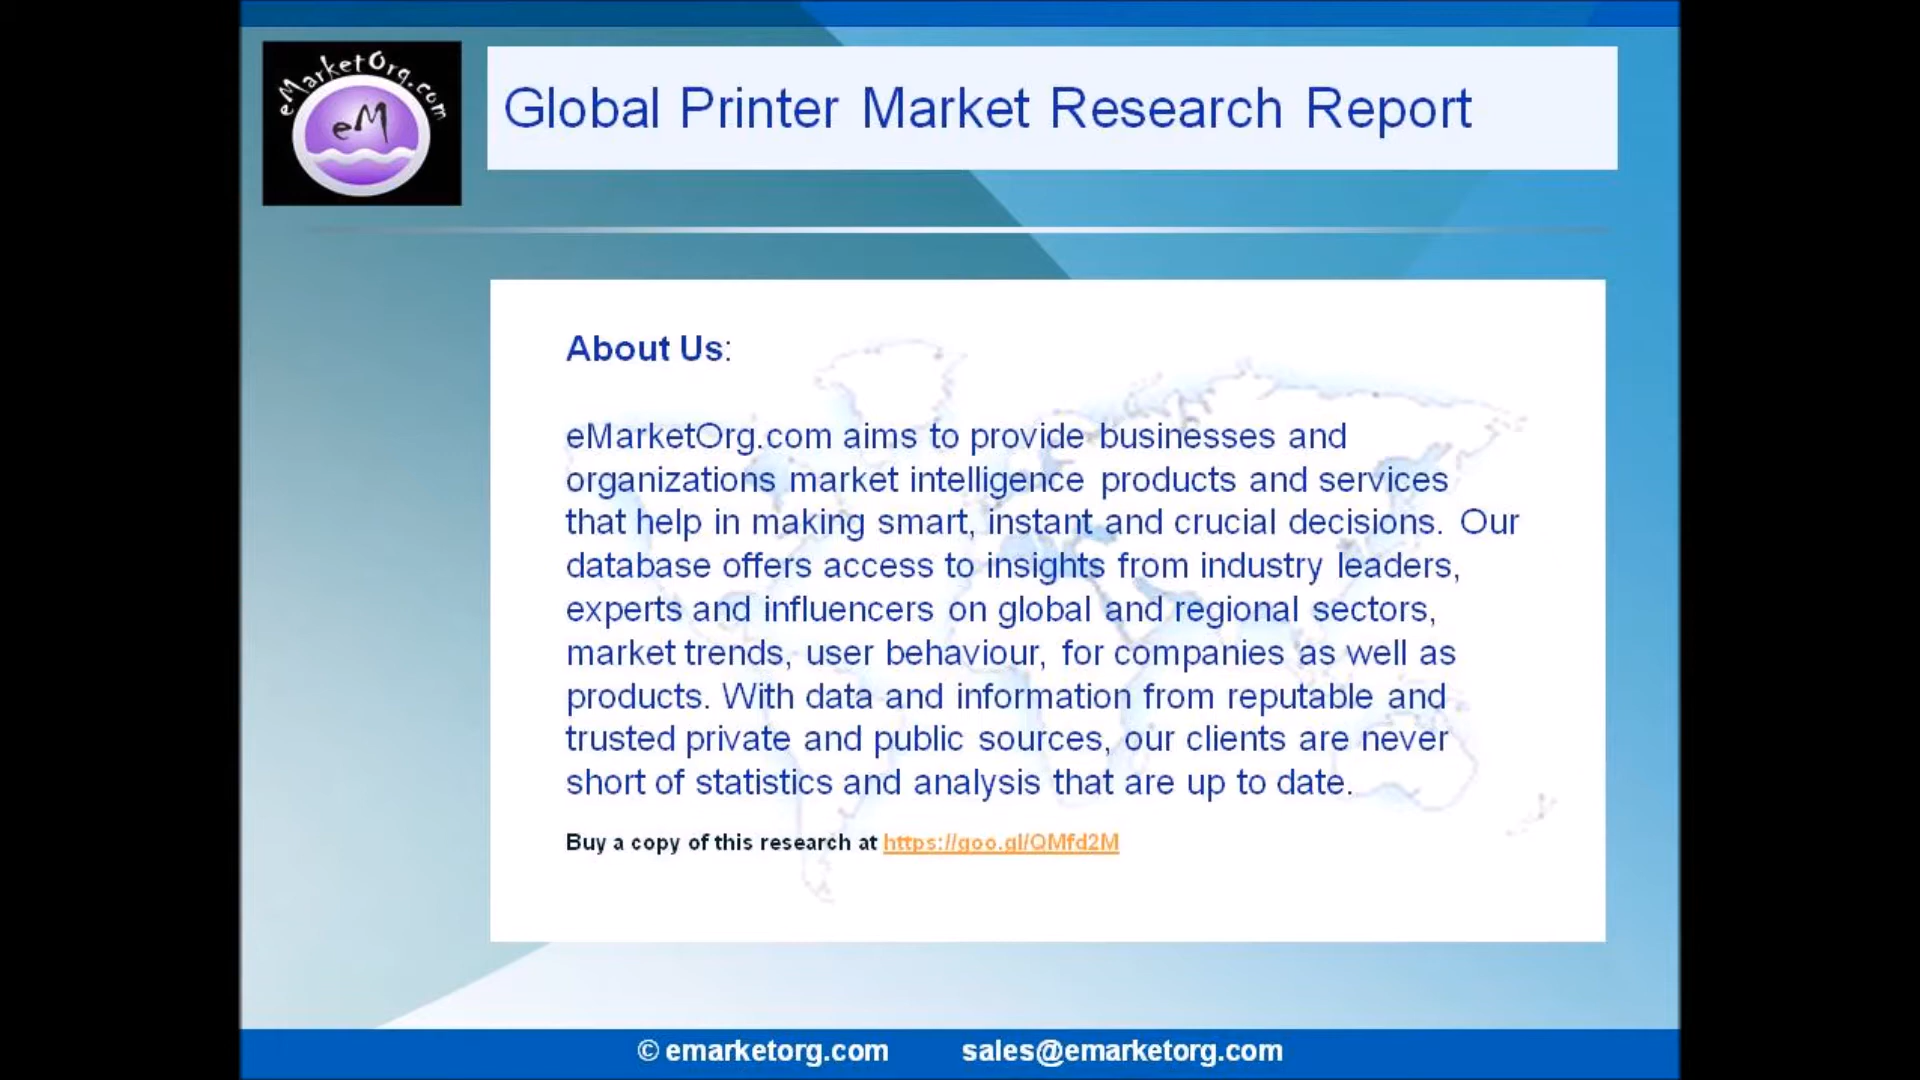 eMarketOrg.com
eM
Global Printer Market Research Report
About Us:
eMarketOrg.com aims to provide businesses and
organizations market intelligence products and services
that help in making smart, instant and crucial decisions. Our
database offers access to insights from industry leaders,
experts and influencers on global and regional sectors,
market trends, user behaviour, for companies as well as
products. With data and information from reputable and
trusted private and public sources, our clients are never
short of statistics and analysis that are up to date.
Buy a copy of this research at https://goo.gl/QMfd2M
© emarketorg.com sales@emarketorg.com